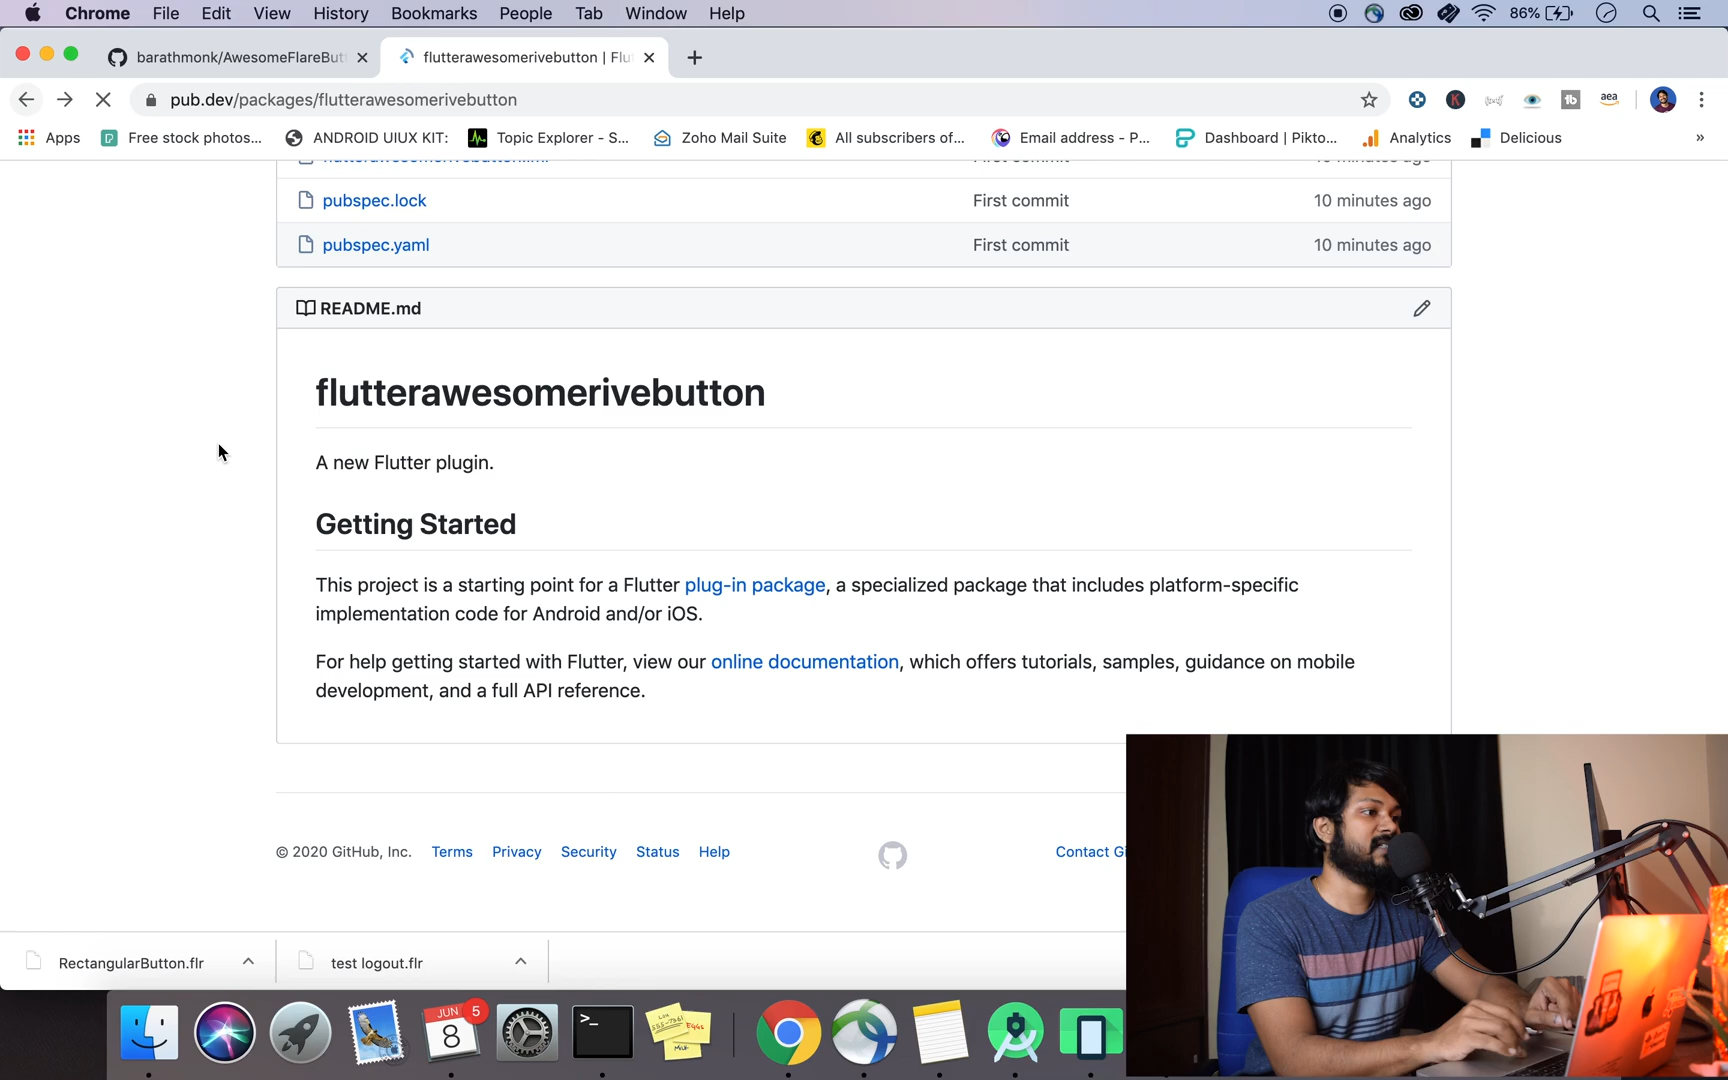 Chrome File Edit View History Bookmarks People Tab Window Help 86%
barathmonk/AwesomeFlareButt
flutterawesomerivebutton | Flu
pub.dev/packages/flutterawesomerivebutton
Apps Free stock photos... ANDROID UIUX KIT: Topic Explorer - S... Zoho Mail Suite All subscribers of... Email address - P... Dashboard | Pikto... Analytics Delicious »
pubspec.lock First commit 10 minutes ago
pubspec.yaml First commit 10 minutes ago
README.md
flutterawesomerivebutton
A new Flutter plugin.
Getting Started
This project is a starting point for a Flutter plug-in package, a specialized package that includes platform-specific
implementation code for Android and/or iOS.
For help getting started with Flutter, view our online documentation, which offers tutorials, samples, guidance on mobile
development, and a full API reference.
© 2020 GitHub, Inc. Terms Privacy Security Status Help Contact Gi
RectangularButton.flr
test logout.flr
JUN 5
8